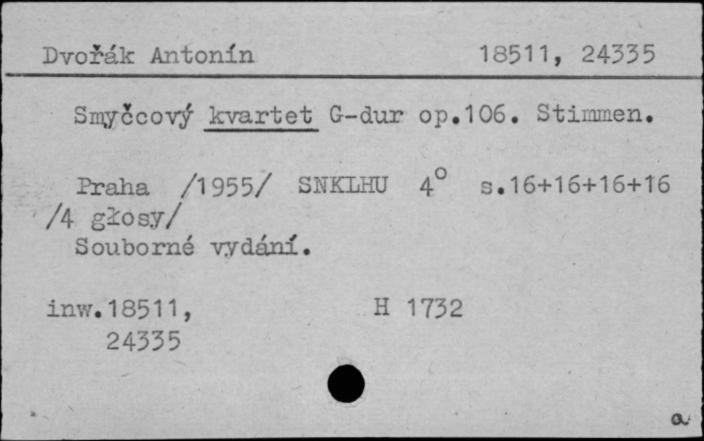 Dvořák Antonín 18511, 24335
Smyčcový kvartet G-dur op.106. Stimmen.
Praha /1955/ SNKLHU 4° s.16+16+16+16
/4 głosy/
Souborné vydání.
inw.18511, H 1732
24335
a